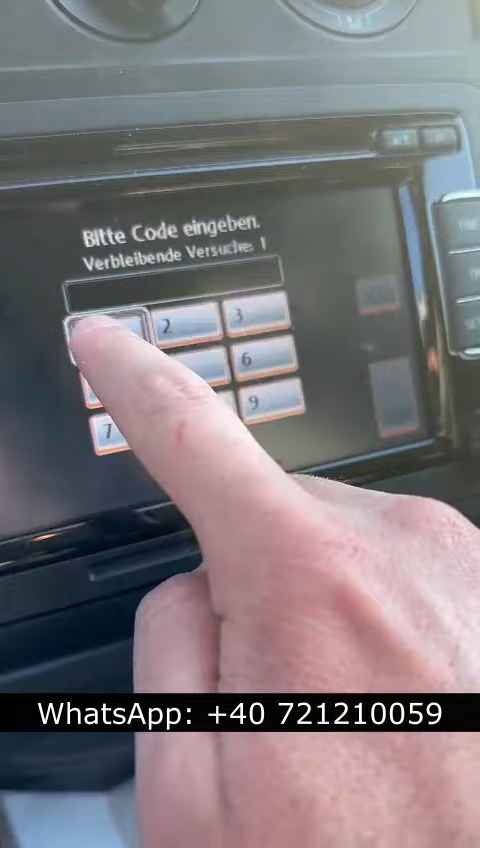 Bitte Code eingeben.
Verbleibende Versuche: 1
2
3
6
7
9
WhatsApp: +40 721210059